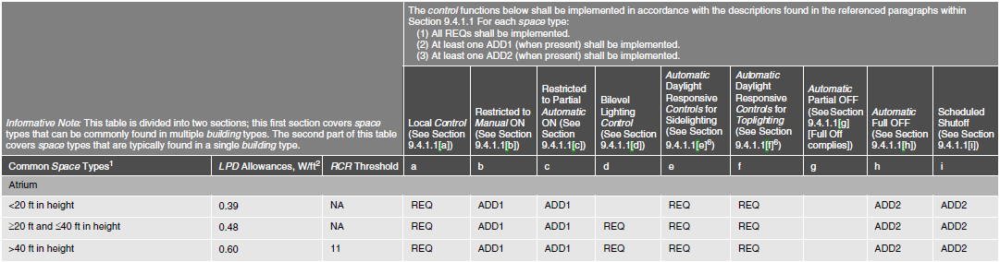 The control functions below shall be implemented in accordance with the descriptions found in the referenced paragraphs within
Section 9.4.1.1 For each space type:
(1) All REQs shall be implemented.
(2) At least one ADD1 (when present) shall be implemented.
(3) At least one ADD2 (when present) shall be implemented.
Informative Note: This table is divided into two sections; this first section covers space
types that can be commonly found in multiple building types. The second part of this table
covers space types that are typically found in a single building type.
Local Control
(See Section
9.4.1.1[a])
Restricted to
Manual ON
(See Section
9.4.1.1[b])
Restricted
to Partial
Automatic
ON (See
Section
9.4.1.1[c])
Bilevel
Lighting
Control
(See Section
9.4.1.1[d])
Automatic
Daylight
Responsive
Controls for
Sidelighting
(See Section
9.4.1.1[e]6)
Automatic
Daylight
Responsive
Controls for
Toplighting
(See Section
9.4.1.1[f]6)
Automatic
Partial OFF
(See Section
9.4.1.1[g]
[Full Off
complies])
Automatic
Full OFF
(See Section
9.4.1.1[h])
Scheduled
Shutoff
(See Section
9.4.1.1[i])
Common Space Types1 LPD Allowances, W/ft2 RCR Threshold a b c d e f g h i
Atrium
<20 ft in height 0.39 NA REQ ADD1 ADD1 REQ REQ ADD2 ADD2
≥20 ft and ≤40 ft in height 0.48 NA REQ ADD1 ADD1 REQ REQ REQ ADD2 ADD2
>40 ft in height 0.60 11 REQ ADD1 ADD1 REQ REQ REQ ADD2 ADD2